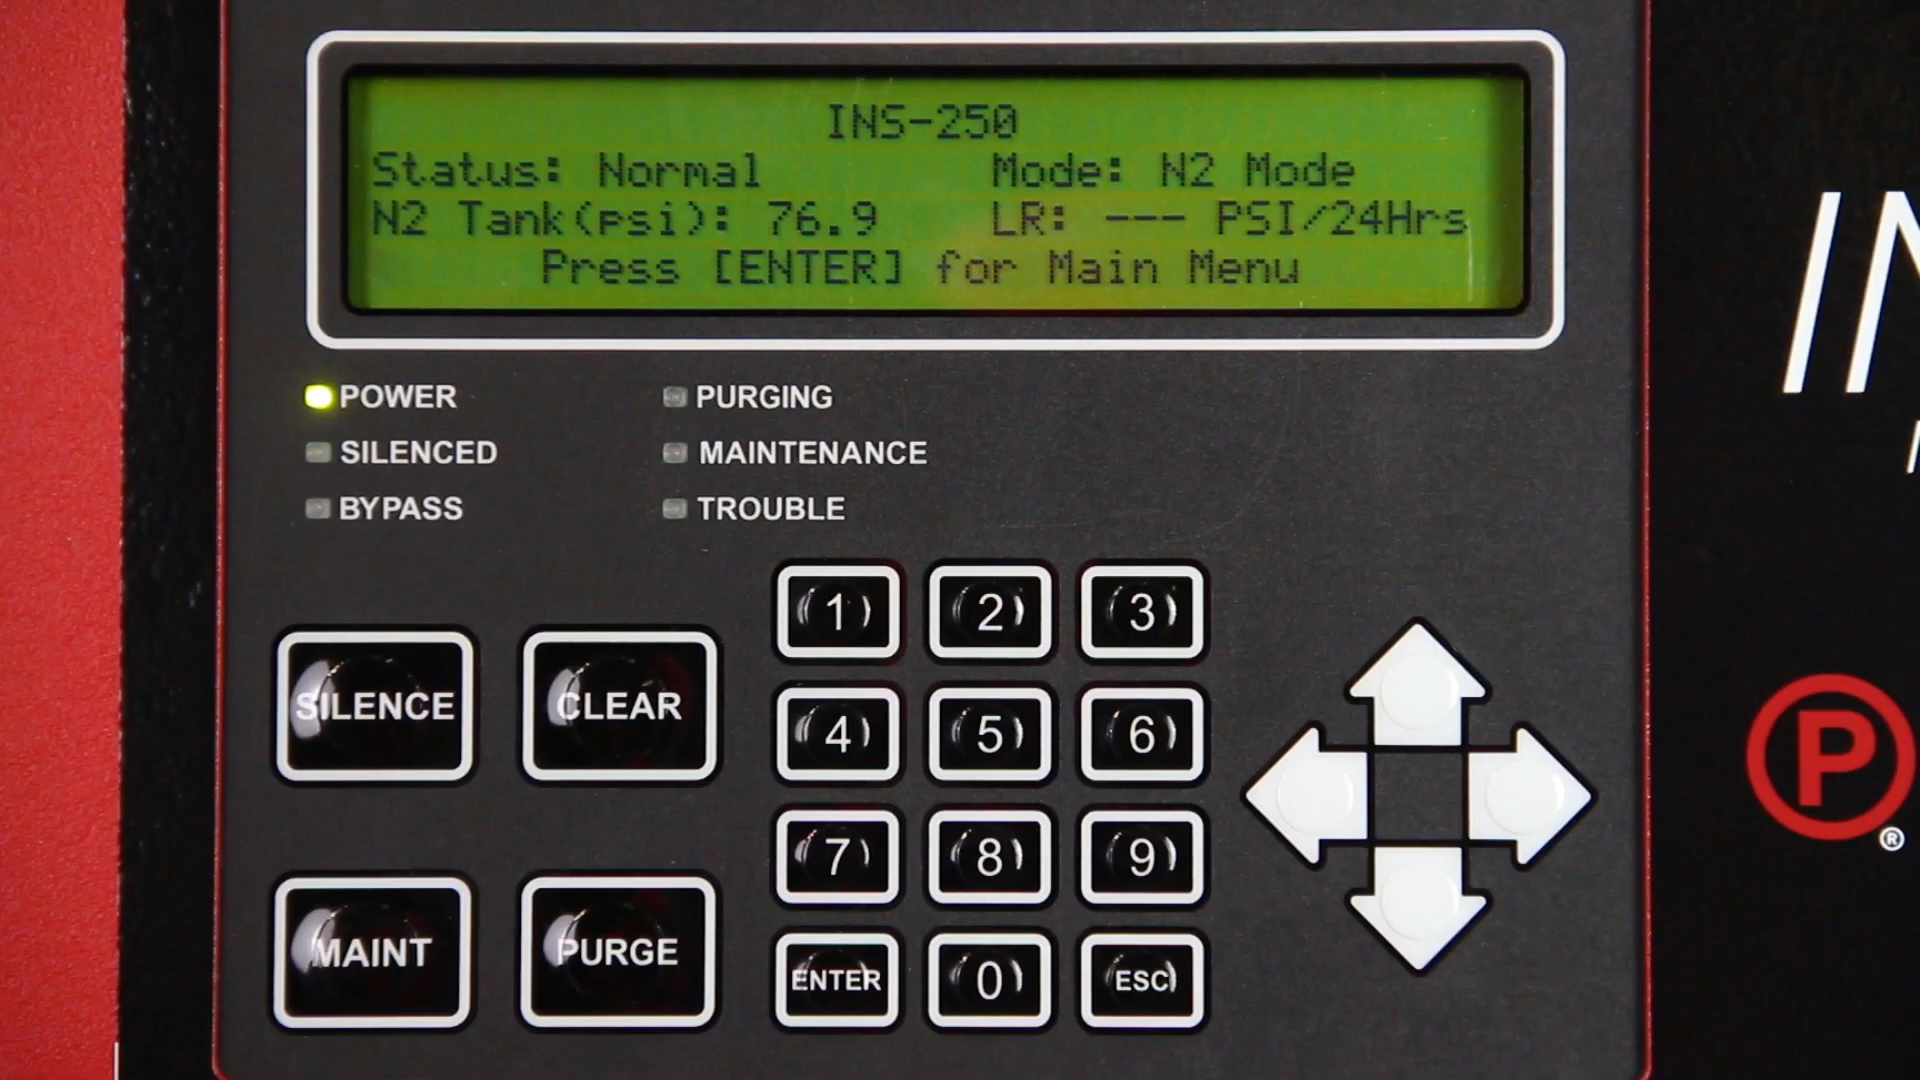 INS-250
Status: Normal Mode: N2 Mode
N2 Tank(psi): 76.9 LR: --- PSI/24Hrs
Press [ENTER] for Main Menu
POWER PURGING
SILENCED MAINTENANCE
BYPASS TROUBLE
1 2 3
SILENCE CLEAR 4 5 6
7 8 9
MAINT PURGE ENTER 0 ESC
P
®